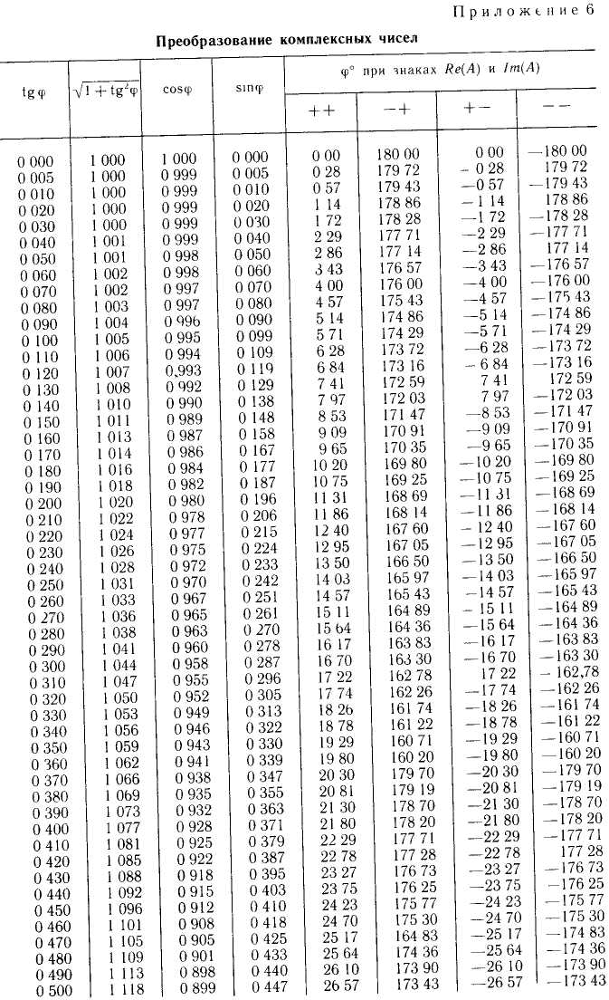 Приложение 6
Преобразование комплексных чисел
tg φ √1 + tg²φ cosφ sinφ φ° при знаках Re(A) и Im(A)
+ + — + + — — —
0 000 1 000 1 000 0 000 0 00 180 00 0 00 —180 00
0 005 1 000 0 999 0 005 0 28 179 72 - 0 28 179 72
0 010 1 000 0 999 0 010 0 57 179 43 —0 57 —179 43
0 020 1 000 0 999 0 020 1 14 178 86 — 1 14 178 86
0 030 1 000 0 999 0 030 1 72 178 28 —1 72 —178 28
0 040 1 001 0 999 0 040 2 29 177 71 —2 29 —177 71
0 050 1 001 0 998 0 050 2 86 177 14 —2 86 177 14
0 060 1 002 0 998 0 060 3 43 176 57 —3 43 —176 57
0 070 1 002 0 997 0 070 4 00 176 00 —4 00 —176 00
0 080 1 003 0 997 0 080 4 57 175 43 —4 57 —175 43
0 090 1 004 0 996 0 090 5 14 174 86 —5 14 —174 86
0 100 1 005 0 995 0 099 5 71 174 29 —5 71 —174 29
0 110 1 006 0 994 0 109 6 28 173 72 —6 28 —173 72
0 120 1 007 0,993 0 119 6 84 173 16 — 6 84 —173 16
0 130 1 008 0 992 0 129 7 41 172 59 7 41 172 59
0 140 1 010 0 990 0 138 7 97 172 03 7 97 —172 03
0 150 1 011 0 989 0 148 8 53 171 47 —8 53 —171 47
0 160 1 013 0 987 0 158 9 09 170 91 —9 09 —170 91
0 170 1 014 0 986 0 167 9 65 170 35 —9 65 —170 35
0 180 1 016 0 984 0 177 10 20 169 80 —10 20 —169 80
0 190 1 018 0 982 0 187 10 75 169 25 —10 75 —169 25
0 200 1 020 0 980 0 196 11 31 168 69 —11 31 —168 69
0 210 1 022 0 978 0 206 11 86 168 14 —11 86 — 168 14
0 220 1 024 0 977 0 215 12 40 167 60 — 12 40 —167 60
0 230 1 026 0 975 0 224 12 95 167 05 —12 95 —167 05
0 240 1 028 0 972 0 233 13 50 166 50 —13 50 —166 50
0 250 1 031 0 970 0 242 14 03 165 97 —14 03 —165 97
0 260 1 033 0 967 0 251 14 57 165 43 —14 57 —165 43
0 270 1 036 0 965 0 261 15 11 164 89 — 15 11 —164 89
0 280 1 038 0 963 0 270 15 64 164 36 —15 64 —164 36
0 290 1 041 0 960 0 278 16 17 163 83 —16 17 —163 83
0 300 1 044 0 958 0 287 16 70 163 30 —16 70 —163 30
0 310 1 047 0 955 0 296 17 22 162 78 17 22 - 162,78
0 320 1 050 0 952 0 305 17 74 162 26 —17 74 —162 26
0 330 1 053 0 949 0 313 18 26 161 74 —18 26 —161 74
0 340 1 056 0 946 0 322 18 78 161 22 —18 78 —161 22
0 350 1 059 0 943 0 330 19 29 160 71 —19 29 —160 71
0 360 1 062 0 941 0 339 19 80 160 20 —19 80 —160 20
0 370 1 066 0 938 0 347 20 30 179 70 —20 30 —179 70
0 380 1 069 0 935 0 355 20 81 179 19 —20 81 —179 19
0 390 1 073 0 932 0 363 21 30 178 70 —21 30 —178 70
0 400 1 077 0 928 0 371 21 80 178 20 —21 80 —178 20
0 410 1 081 0 925 0 379 22 29 177 71 —22 29 —177 71
0 420 1 085 0 922 0 387 22 78 177 28 —22 78 177 28
0 430 1 088 0 918 0 395 23 27 176 73 —23 27 —176 73
0 440 1 092 0 915 0 403 23 75 176 25 —23 75 —176 25
0 450 1 096 0 912 0 410 24 23 175 77 —24 23 —175 77
0 460 1 101 0 908 0 418 24 70 175 30 —24 70 —175 30
0 470 1 105 0 905 0 425 25 17 164 83 —25 17 —174 83
0 480 1 109 0 901 0 433 25 64 174 36 —25 64 —174 36
0 490 1 113 0 898 0 440 26 10 173 90 —26 10 —173 90
0 500 1 118 0 899 0 447 26 57 173 43 —26 57 —173 43